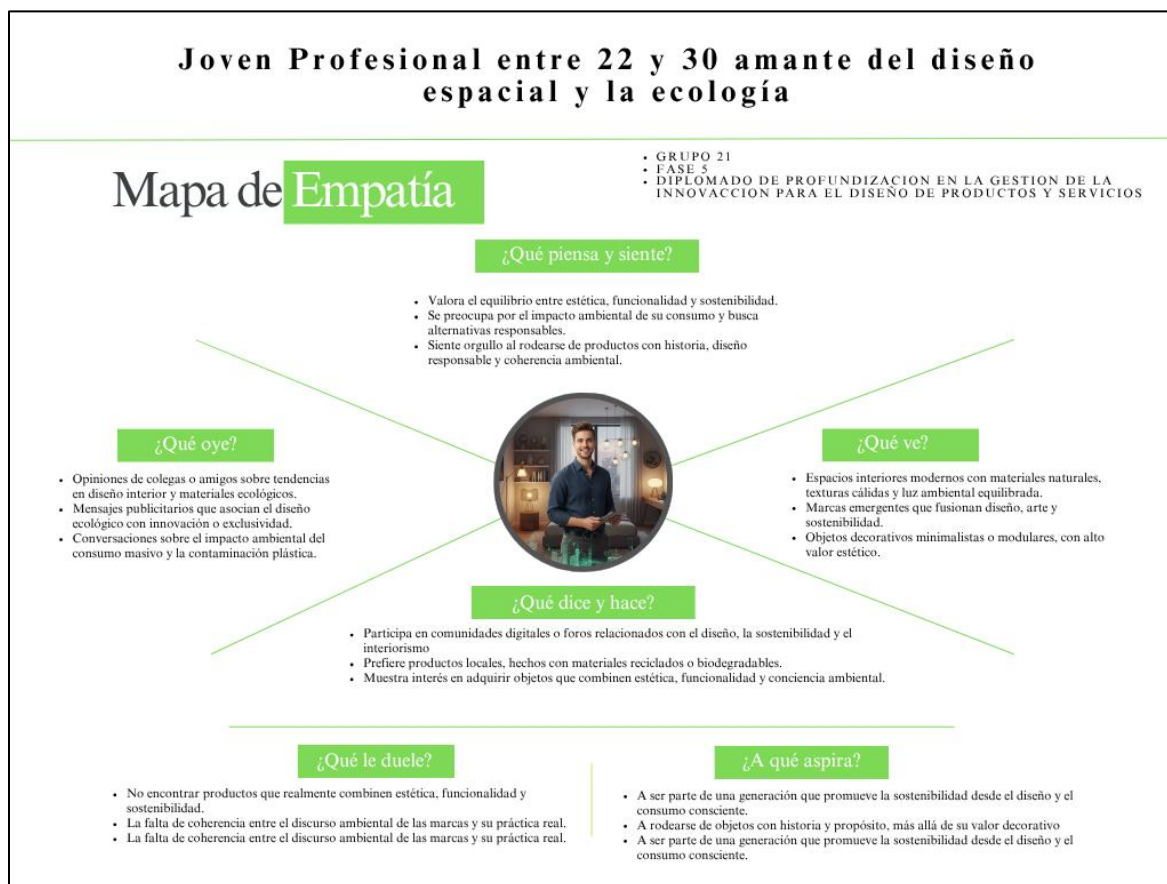 Joven Profesional entre 22 y 30 amante del diseño
espacial y la ecología
Mapa de Empatía
• GRUPO 21
• FASE 5
• DIPLOMADO DE PROFUNDIZACION EN LA GESTION DE LA
INNOVACCION PARA EL DISEÑO DE PRODUCTOS Y SERVICIOS
¿Qué piensa y siente?
• Valora el equilibrio entre estética, funcionalidad y sostenibilidad.
• Se preocupa por el impacto ambiental de su consumo y busca
alternativas responsables.
• Siente orgullo al rodearse de productos con historia, diseño
responsable y coherencia ambiental.
¿Qué oye?
• Opiniones de colegas o amigos sobre tendencias
en diseño interior y materiales ecológicos.
• Mensajes publicitarios que asocian el diseño
ecológico con innovación o exclusividad.
• Conversaciones sobre el impacto ambiental del
consumo masivo y la contaminación plástica.
¿Qué ve?
• Espacios interiores modernos con materiales naturales,
texturas cálidas y luz ambiental equilibrada.
• Marcas emergentes que fusionan diseño, arte y
sostenibilidad.
• Objetos decorativos minimalistas o modulares, con alto
valor estético.
¿Qué dice y hace?
• Participa en comunidades digitales o foros relacionados con el diseño, la sostenibilidad y el
interiorismo
• Prefiere productos locales, hechos con materiales reciclados o biodegradables.
• Muestra interés en adquirir objetos que combinen estética, funcionalidad y conciencia ambiental.
¿Qué le duele?
• No encontrar productos que realmente combinen estética, funcionalidad y
sostenibilidad.
• La falta de coherencia entre el discurso ambiental de las marcas y su práctica real.
• La falta de coherencia entre el discurso ambiental de las marcas y su práctica real.
¿A qué aspira?
• A ser parte de una generación que promueve la sostenibilidad desde el diseño y el
consumo consciente.
• A rodearse de objetos con historia y propósito, más allá de su valor decorativo
• A ser parte de una generación que promueve la sostenibilidad desde el diseño y el
consumo consciente.